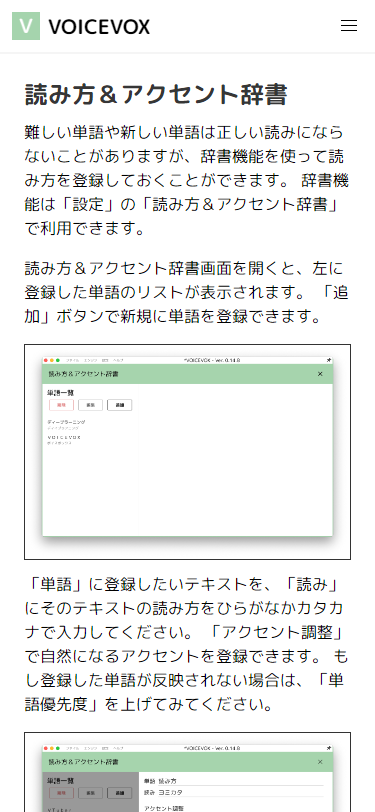 VOICEVOX
読み方＆アクセント辞書
難しい単語や新しい単語は正しい読みになら
ないことがありますが、辞書機能を使って読
み方を登録しておくことができます。 辞書機
能は「設定」の「読み方＆アクセント辞書」
で利用できます。
読み方＆アクセント辞書画面を開くと、左に
登録した単語のリストが表示されます。 「追
加」ボタンで新規に単語を登録できます。
*VOICEVOX - Ver. 0.14.8
読み方＆アクセント辞書
単語一覧
ディープラーニング
ディープラアニング
ＶＯＩＣＥＶＯＸ
ボイスボックス
「単語」に登録したいテキストを、「読み」
にそのテキストの読み方をひらがなかカタカ
ナで入力してください。 「アクセント調整」
で自然になるアクセントを登録できます。 も
し登録した単語が反映されない場合は、「単
語優先度」を上げてみてください。
*VOICEVOX - Ver. 0.14.8
読み方＆アクセント辞書
単語一覧
単語 読み方
読み ヨミカタ
アクセント調整